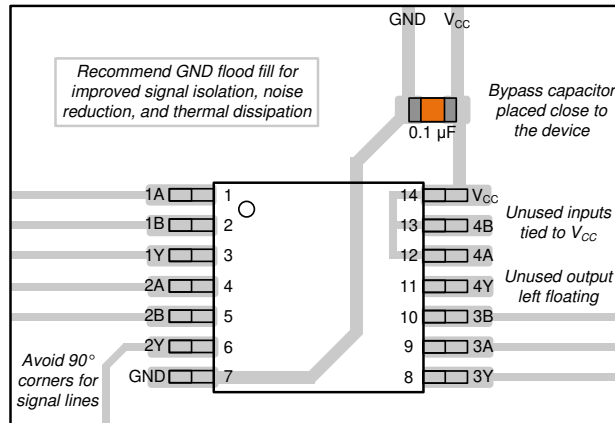 GND V_CC
Recommend GND flood fill for
improved signal isolation, noise
reduction, and thermal dissipation
0.1 µF
Bypass capacitor
placed close to
the device
1A 1 14 V_CC
1B 2 13 4B
1Y 3 12 4A
2A 4 11 4Y
2B 5 10 3B
2Y 6 9 3A
GND 7 8 3Y
Unused inputs
tied to V_CC
Unused output
left floating
Avoid 90°
corners for
signal lines